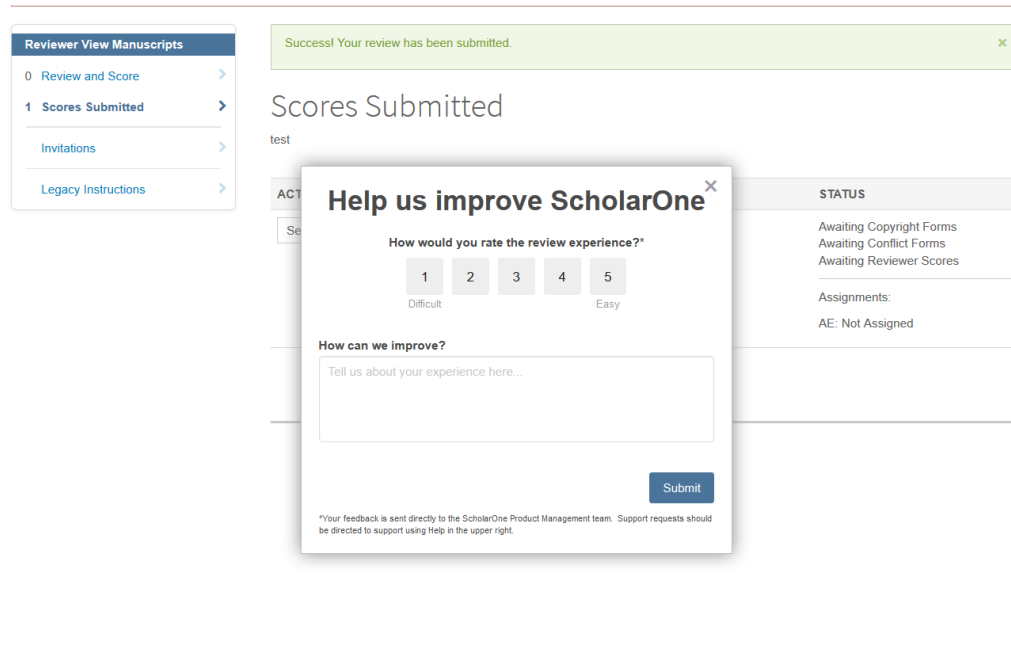 Reviewer View Manuscripts
0 Review and Score
1 Scores Submitted
Invitations
Legacy Instructions
Success! Your review has been submitted.
×
Scores Submitted
test
ACT
STATUS
Se
Awaiting Copyright Forms
Awaiting Conflict Forms
Awaiting Reviewer Scores
Assignments:
AE: Not Assigned
×
Help us improve ScholarOne
How would you rate the review experience?*
1 2 3 4 5
Difficult Easy
How can we improve?
Tell us about your experience here...
Submit
*Your feedback is sent directly to the ScholarOne Product Management team. Support requests should
be directed to support using Help in the upper right.